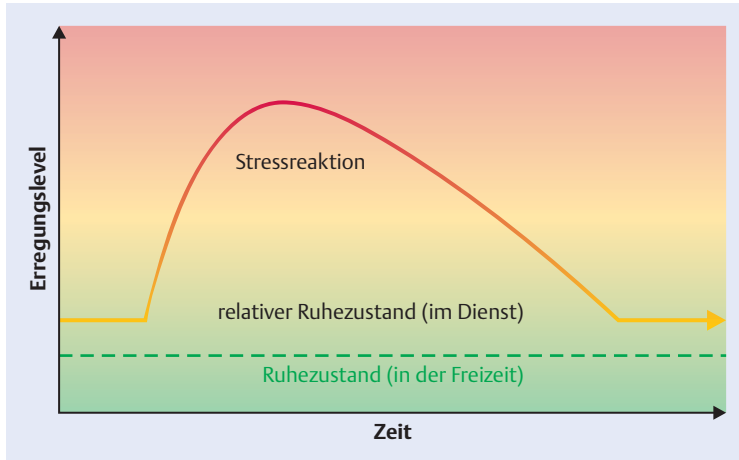 Erregungslevel
Stressreaktion
relativer Ruhezustand (im Dienst)
Ruhezustand (in der Freizeit)
Zeit